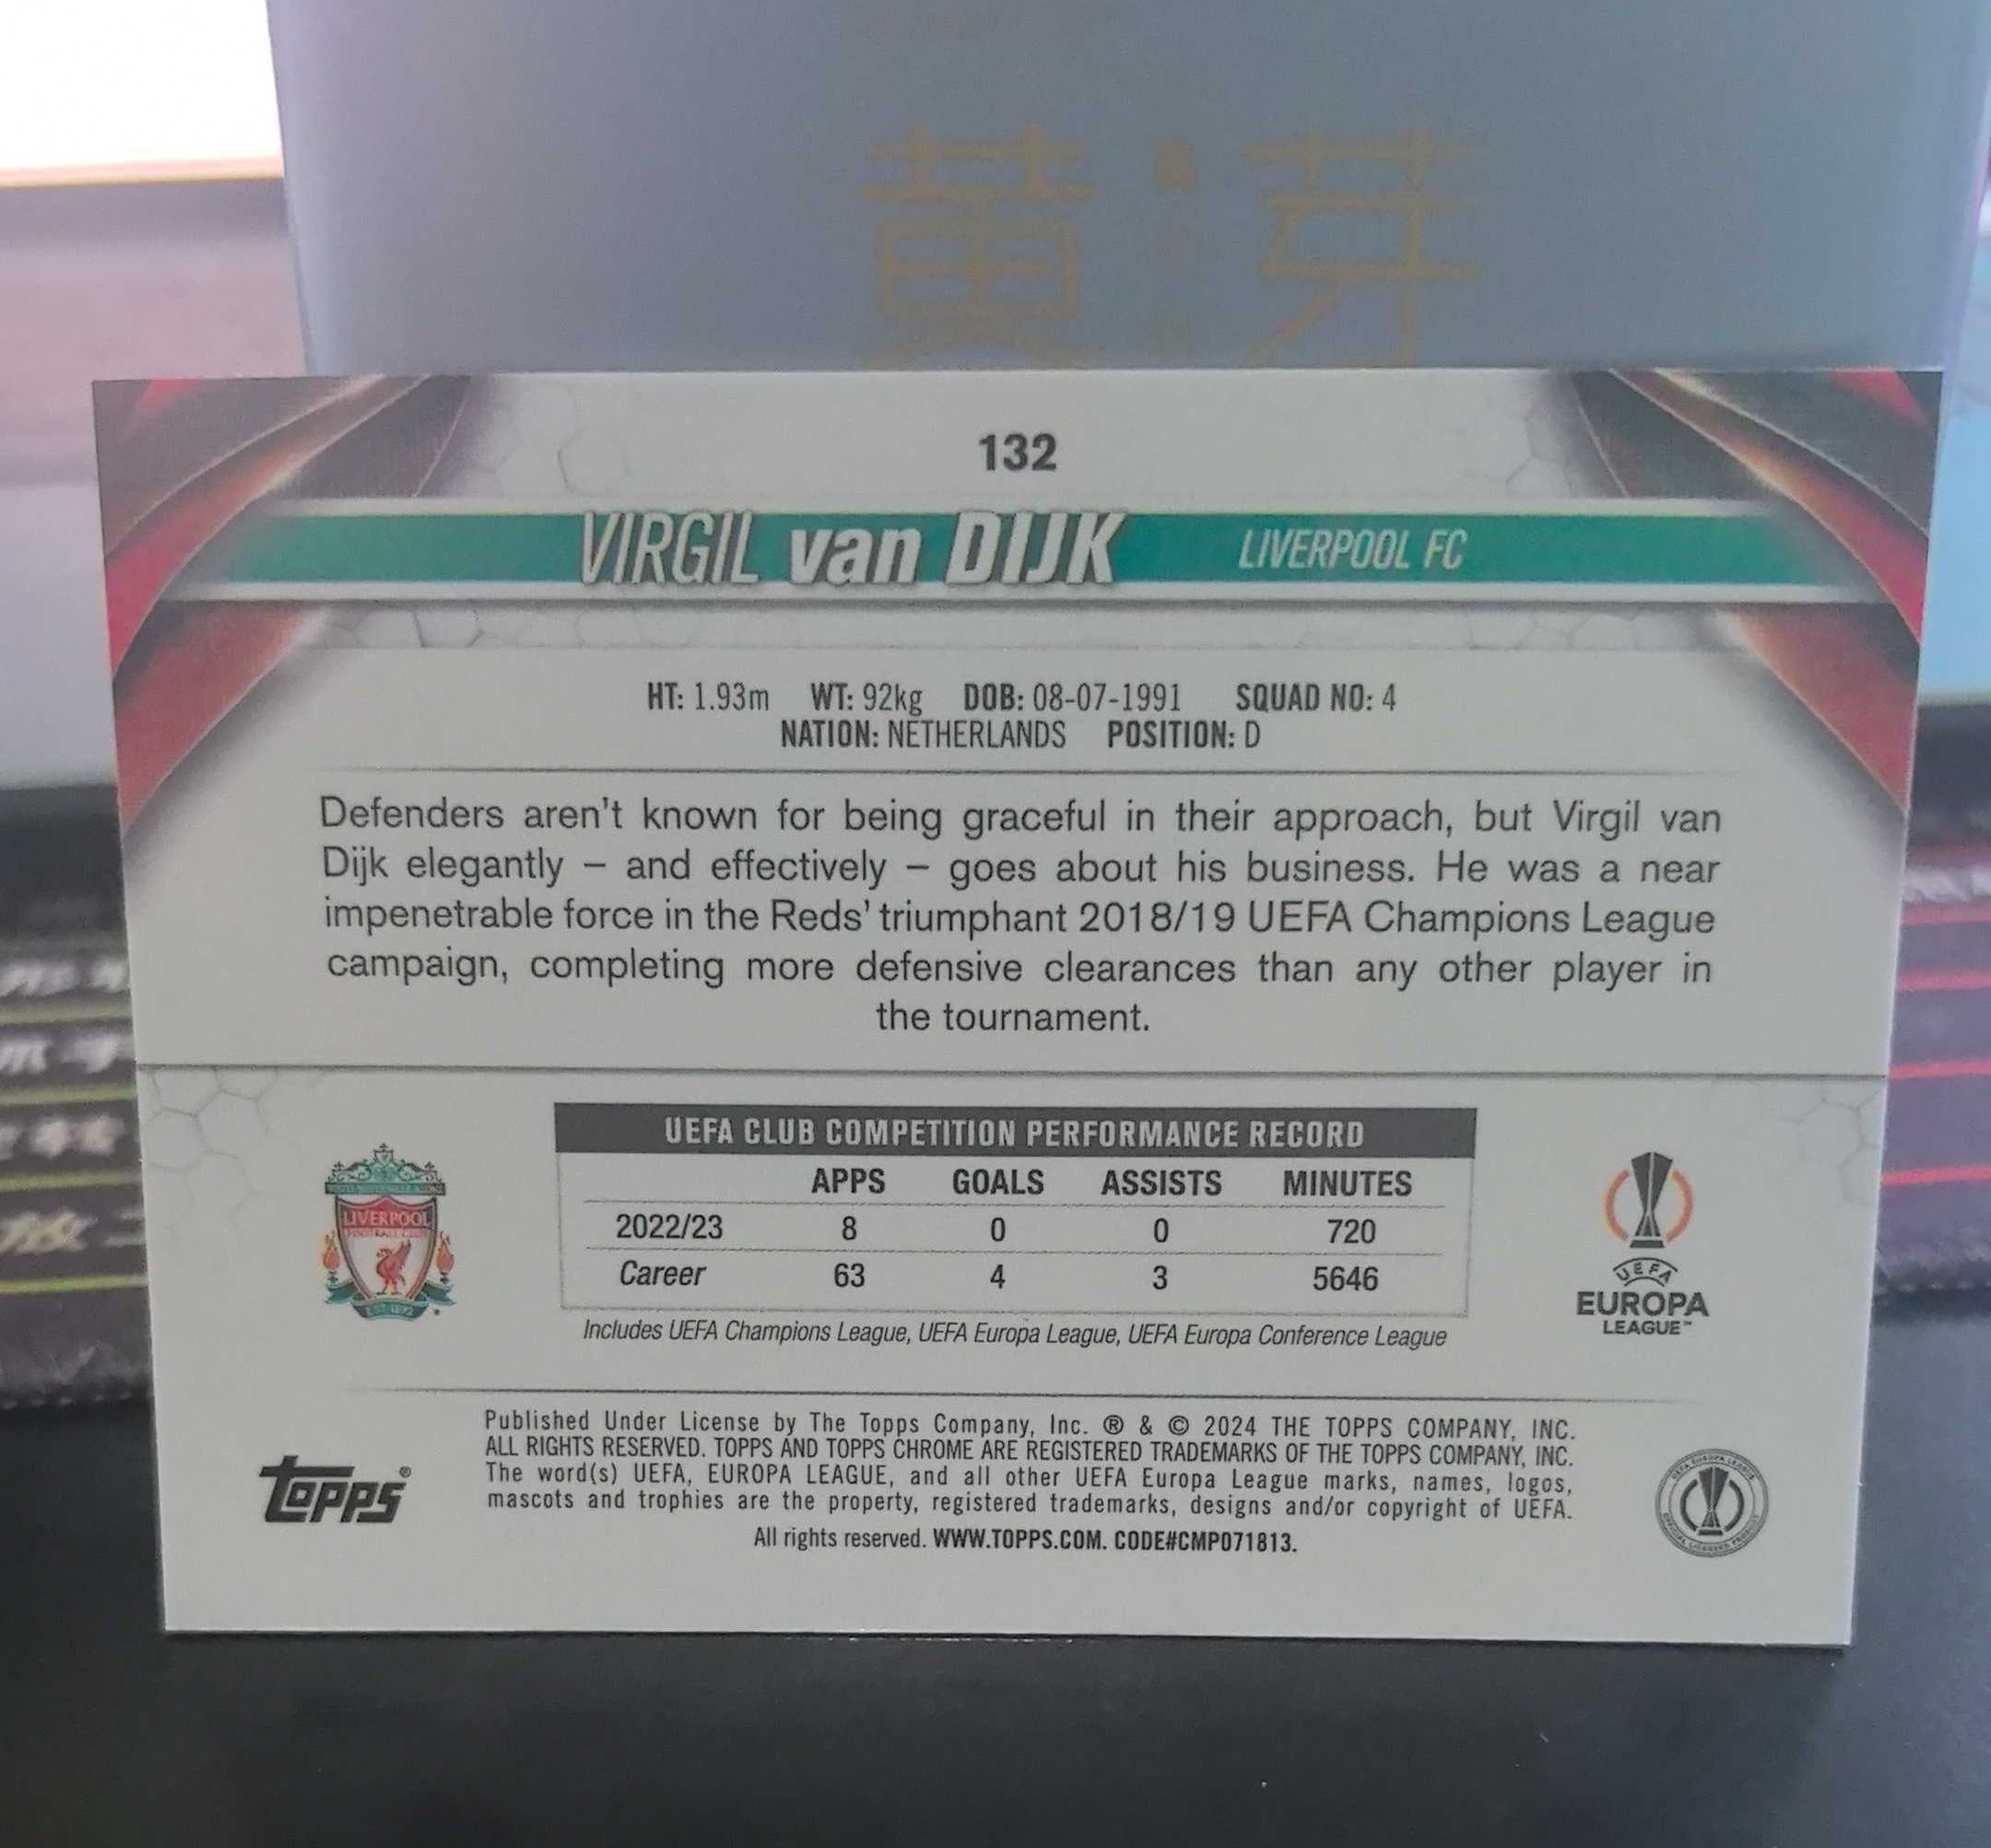 黄 芽
132
VIRGIL van DIJK LIVERPOOL FC
HT: 1.93m WT: 92kg DOB: 08-07-1991 SQUAD NO: 4
NATION: NETHERLANDS POSITION: D
Defenders aren't known for being graceful in their approach, but Virgil van
Dijk elegantly – and effectively – goes about his business. He was a near
impenetrable force in the Reds' triumphant 2018/19 UEFA Champions League
campaign, completing more defensive clearances than any other player in
the tournament.
UEFA CLUB COMPETITION PERFORMANCE RECORD
APPS GOALS ASSISTS MINUTES
2022/23 8 0 0 720
Career 63 4 3 5646
Includes UEFA Champions League, UEFA Europa League, UEFA Europa Conference League
LIVERPOOL
UEFA
EUROPA
LEAGUE™
Published Under License by The Topps Company, Inc. ® & © 2024 THE TOPPS COMPANY, INC.
ALL RIGHTS RESERVED. TOPPS AND TOPPS CHROME ARE REGISTERED TRADEMARKS OF THE TOPPS COMPANY, INC.
The word(s) UEFA, EUROPA LEAGUE, and all other UEFA Europa League marks, names, logos,
mascots and trophies are the property, registered trademarks, designs and/or copyright of UEFA.
All rights reserved. WWW.TOPPS.COM. CODE#CMP071813.
topps®